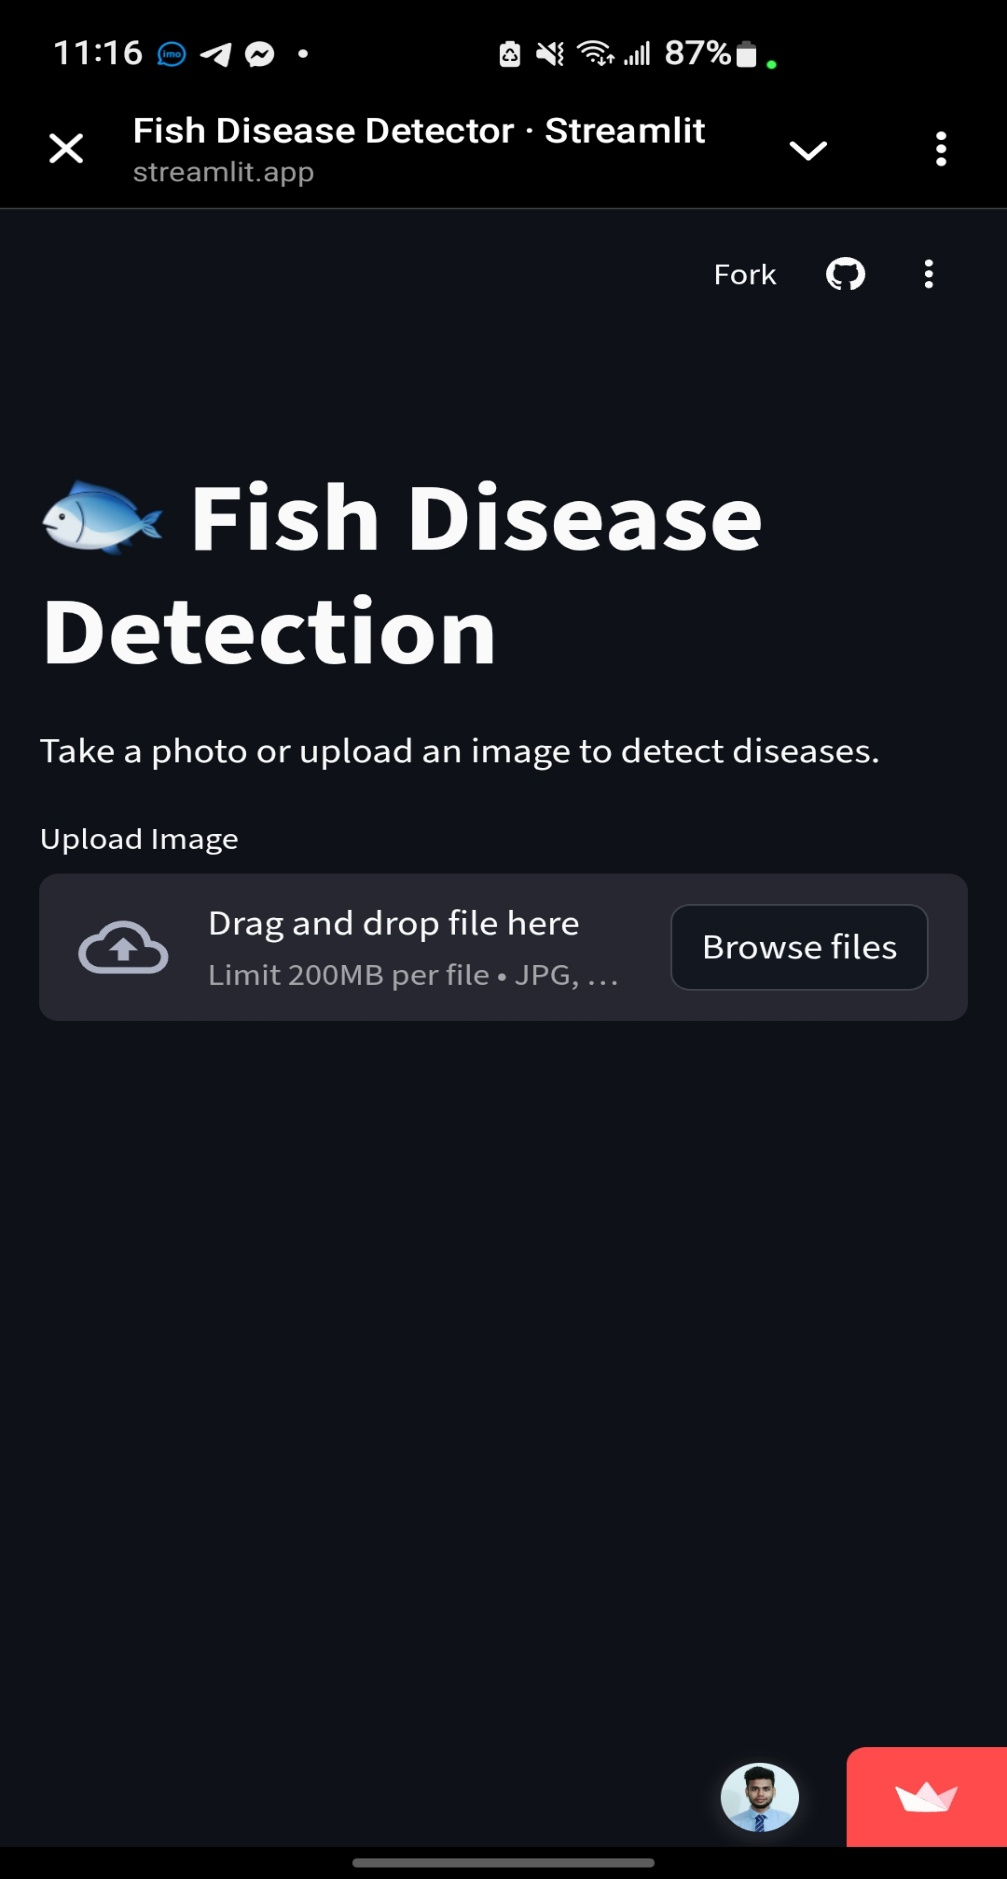 11:16 imo 87%
Fish Disease Detector · Streamlit
streamlit.app
Fork
Fish Disease
Detection
Take a photo or upload an image to detect diseases.
Upload Image
Drag and drop file here
Limit 200MB per file • JPG, ...
Browse files